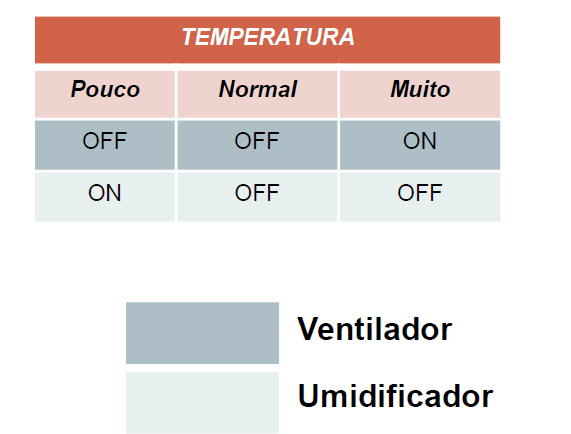 TEMPERATURA
Pouco Normal Muito
OFF OFF ON
ON OFF OFF
Ventilador
Umidificador